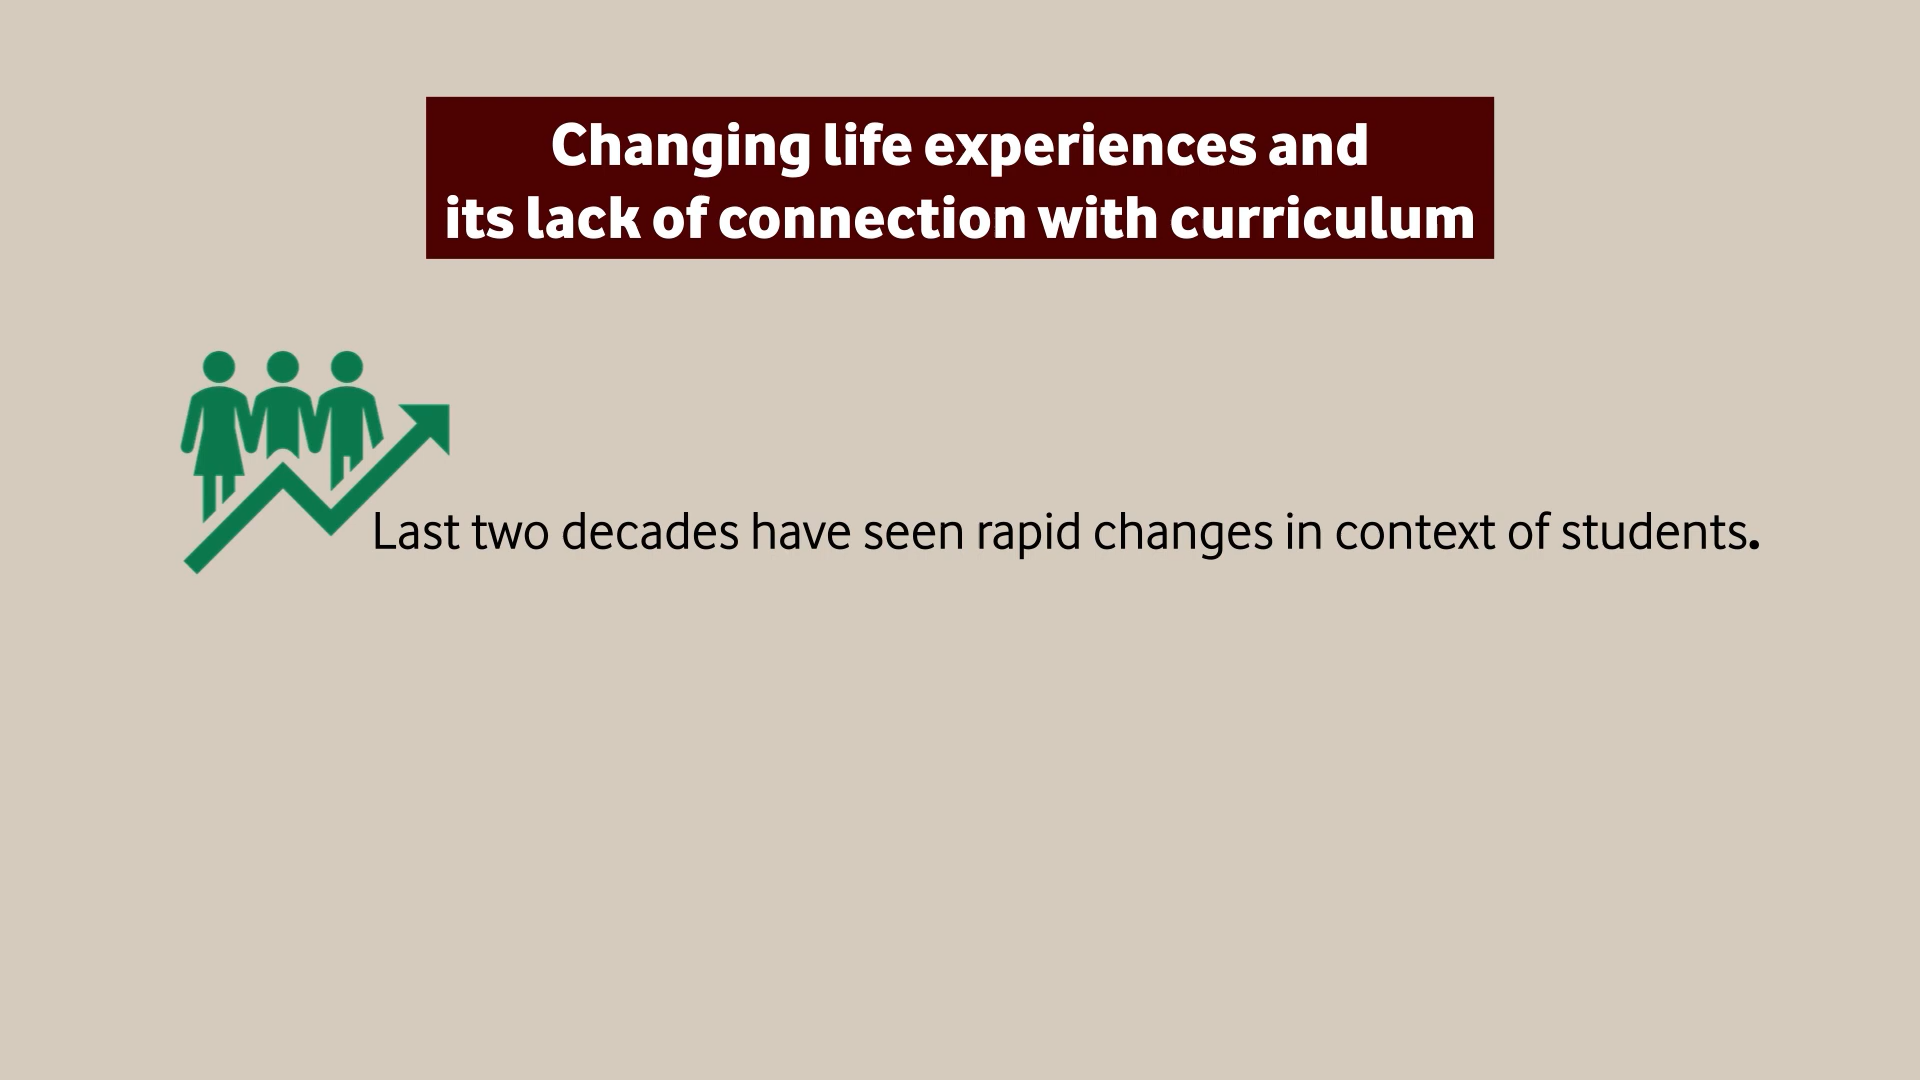 Changing life experiences and
its lack of connection with curriculum
Last two decades have seen rapid changes in context of students.